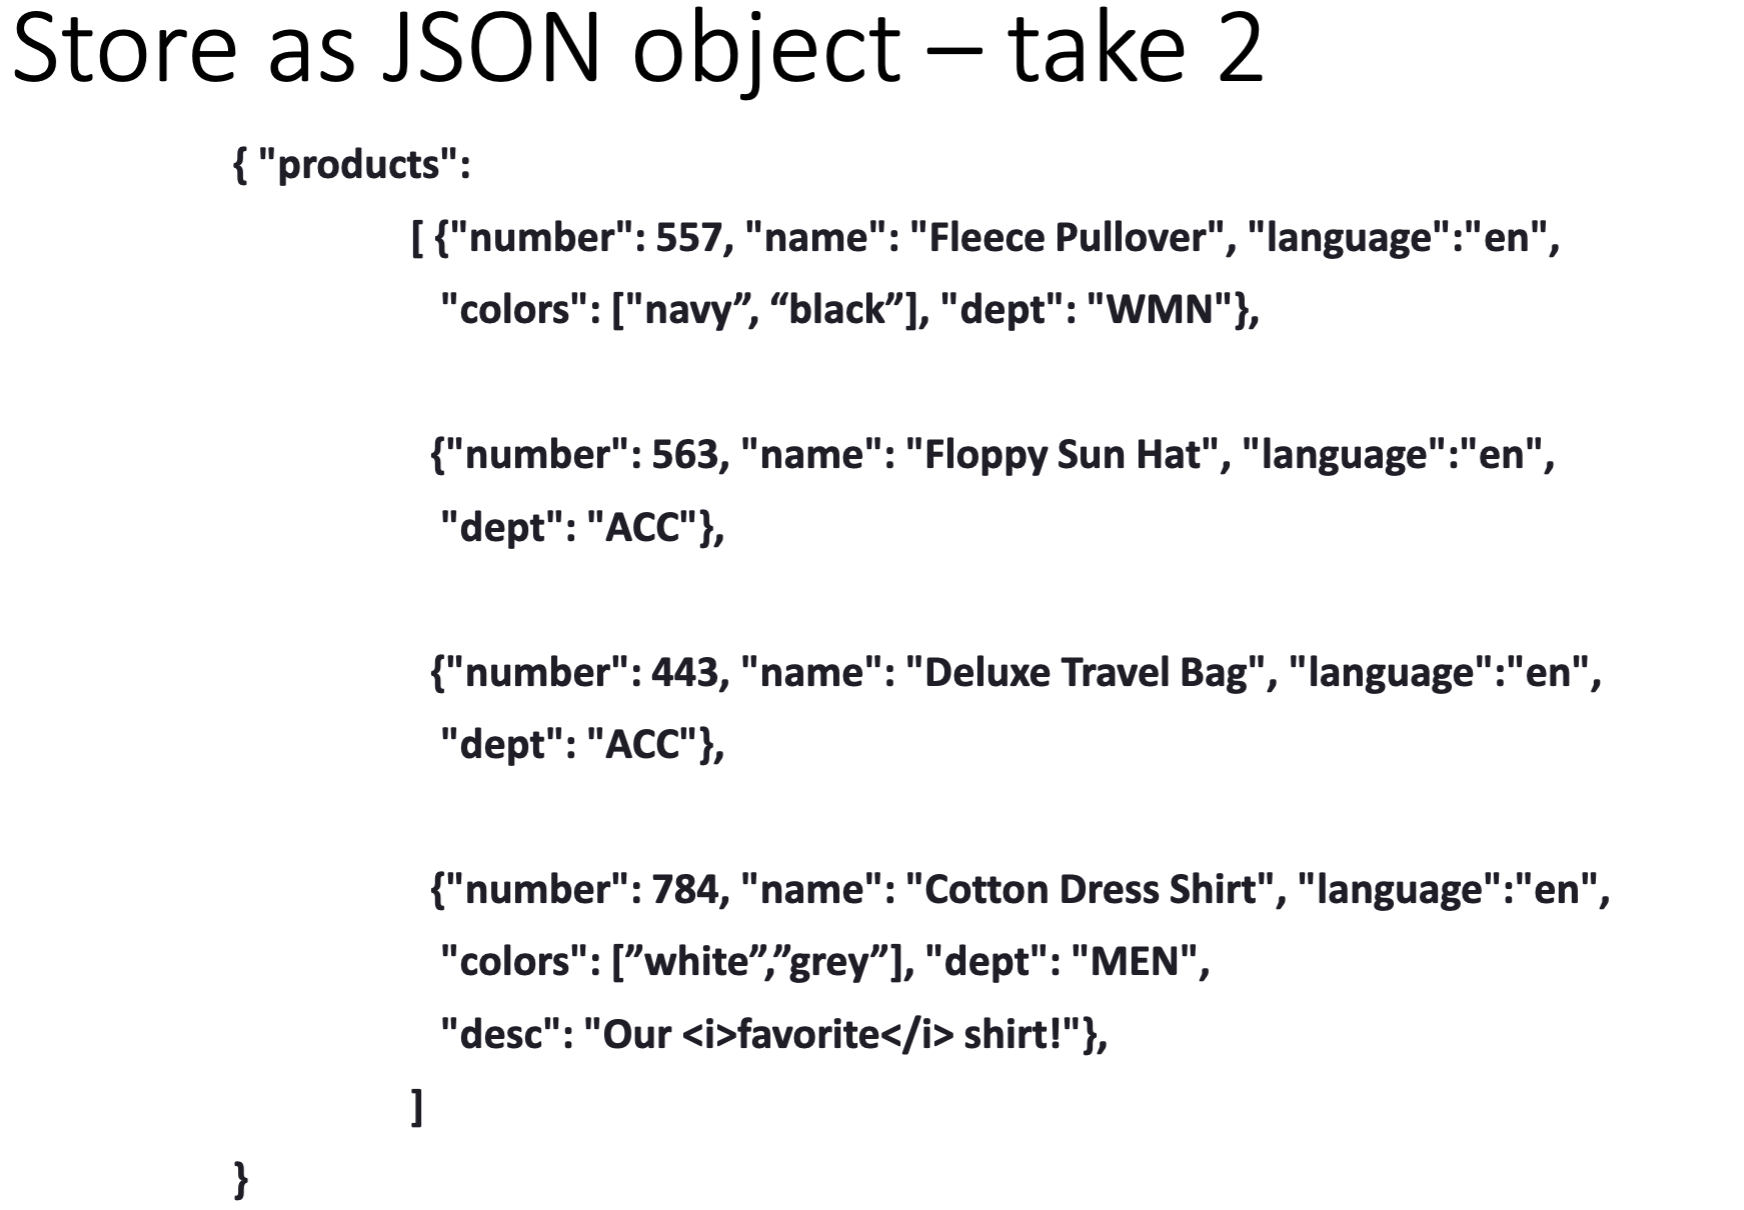 Store as JSON object – take 2
{ "products":
[ {"number": 557, "name": "Fleece Pullover", "language":"en",
"colors": ["navy”, “black”], "dept": "WMN"},
{"number": 563, "name": "Floppy Sun Hat", "language":"en",
"dept": "ACC"},
{"number": 443, "name": "Deluxe Travel Bag", "language":"en",
"dept": "ACC"},
{"number": 784, "name": "Cotton Dress Shirt", "language":"en",
"colors": [”white”,”grey”], "dept": "MEN",
"desc": "Our <i>favorite</i> shirt!"},
]
}